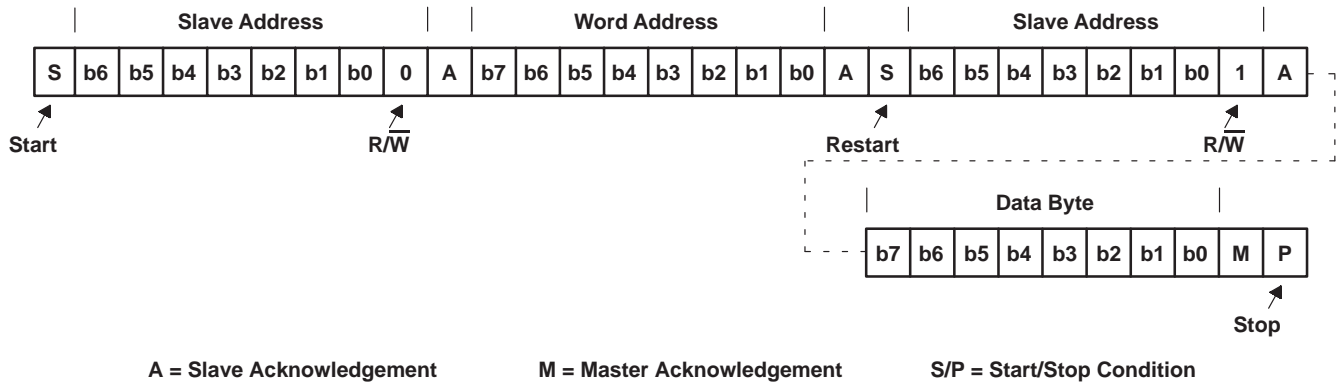 Slave Address Word Address Slave Address
S b6 b5 b4 b3 b2 b1 b0 0 A b7 b6 b5 b4 b3 b2 b1 b0 A S b6 b5 b4 b3 b2 b1 b0 1 A
Start R/W̅ Restart R/W̅
Data Byte
b7 b6 b5 b4 b3 b2 b1 b0 M P
Stop
A = Slave Acknowledgement M = Master Acknowledgement S/P = Start/Stop Condition